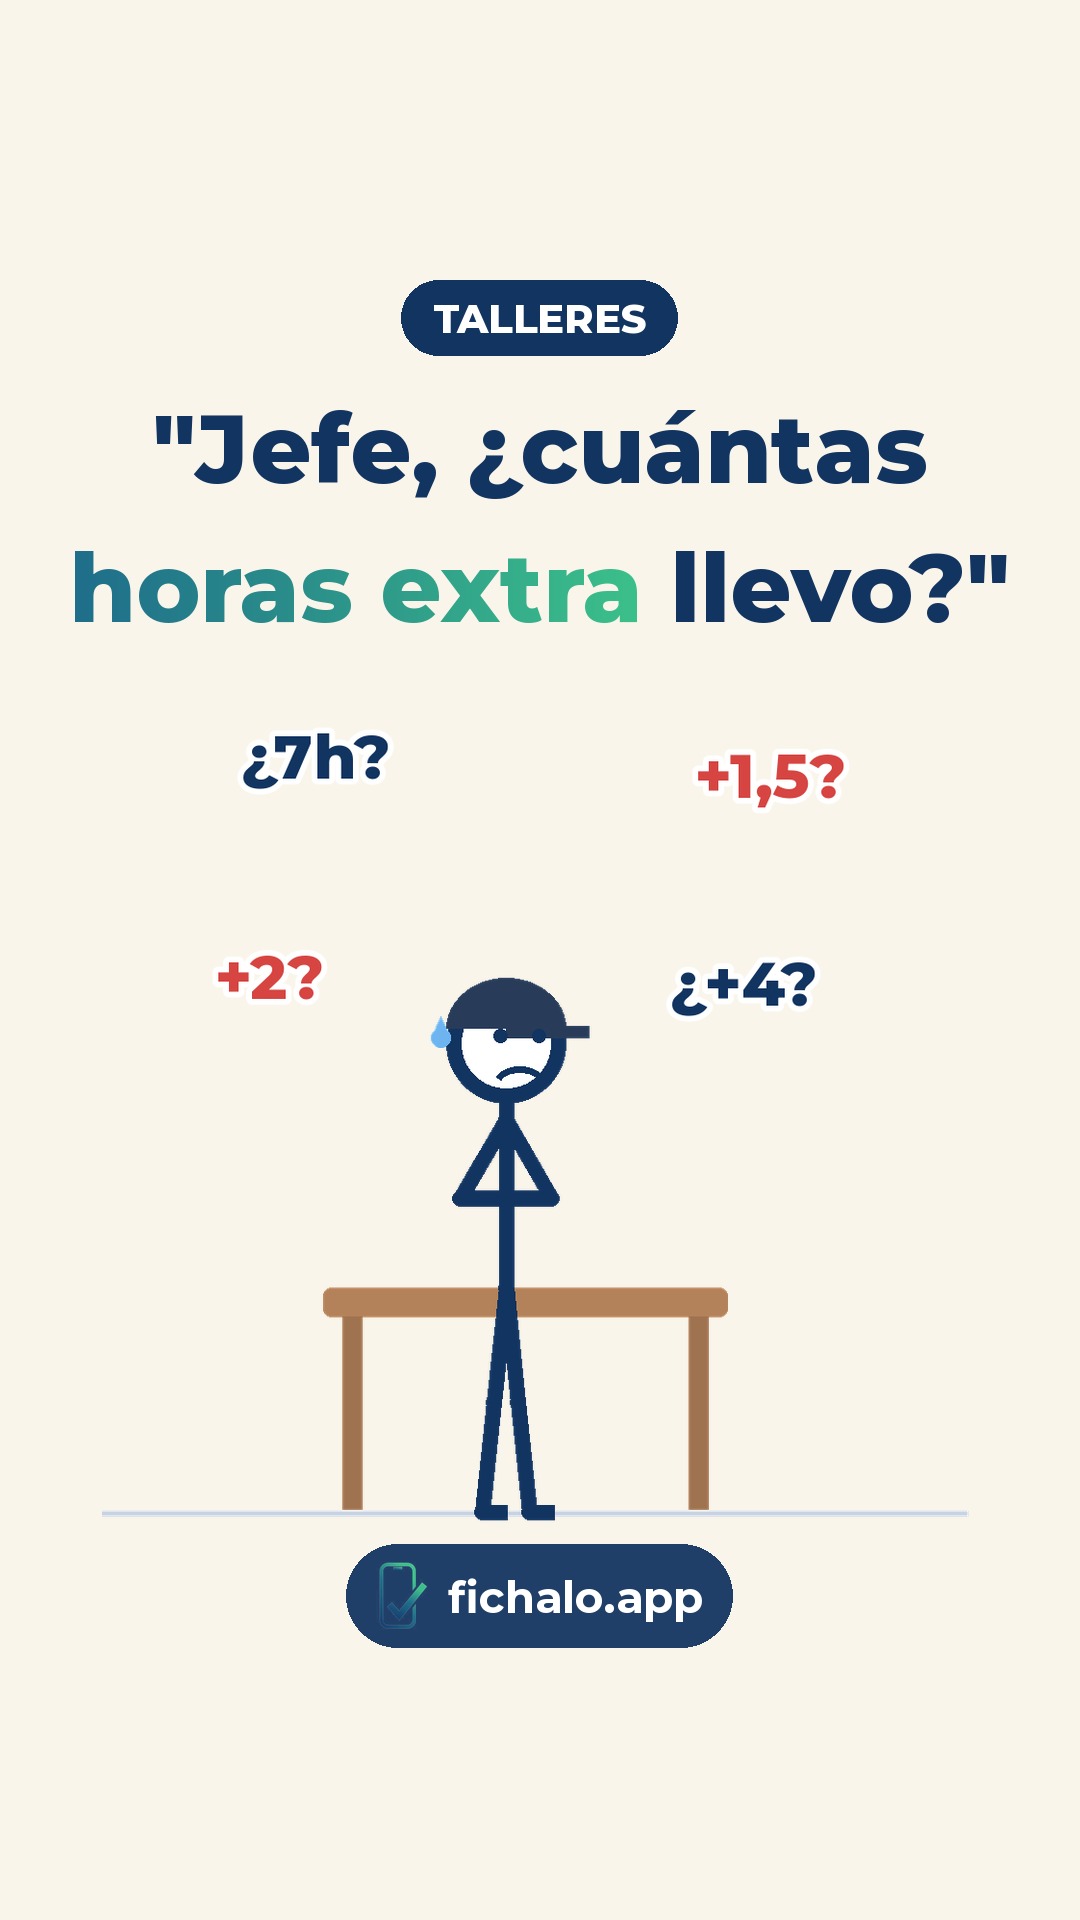 TALLERES
"Jefe, ¿cuántas
horas extra llevo?"
¿7h?
+1,5?
+2?
¿+4?
fichalo.app